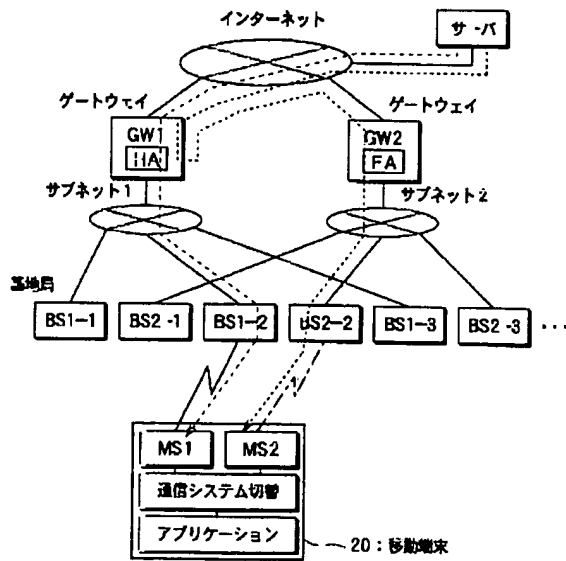 インターネット
サ -バ
ゲートウェイ
ゲートウェイ
GW1
HA
GW2
FA
サブネット1
サブネット2
基地局
BS1-1
BS2-1
BS1-2
BS2-2
BS1-3
BS2-3
...
MS1
MS2
通信システム切替
アプリケーション
20：移動端末